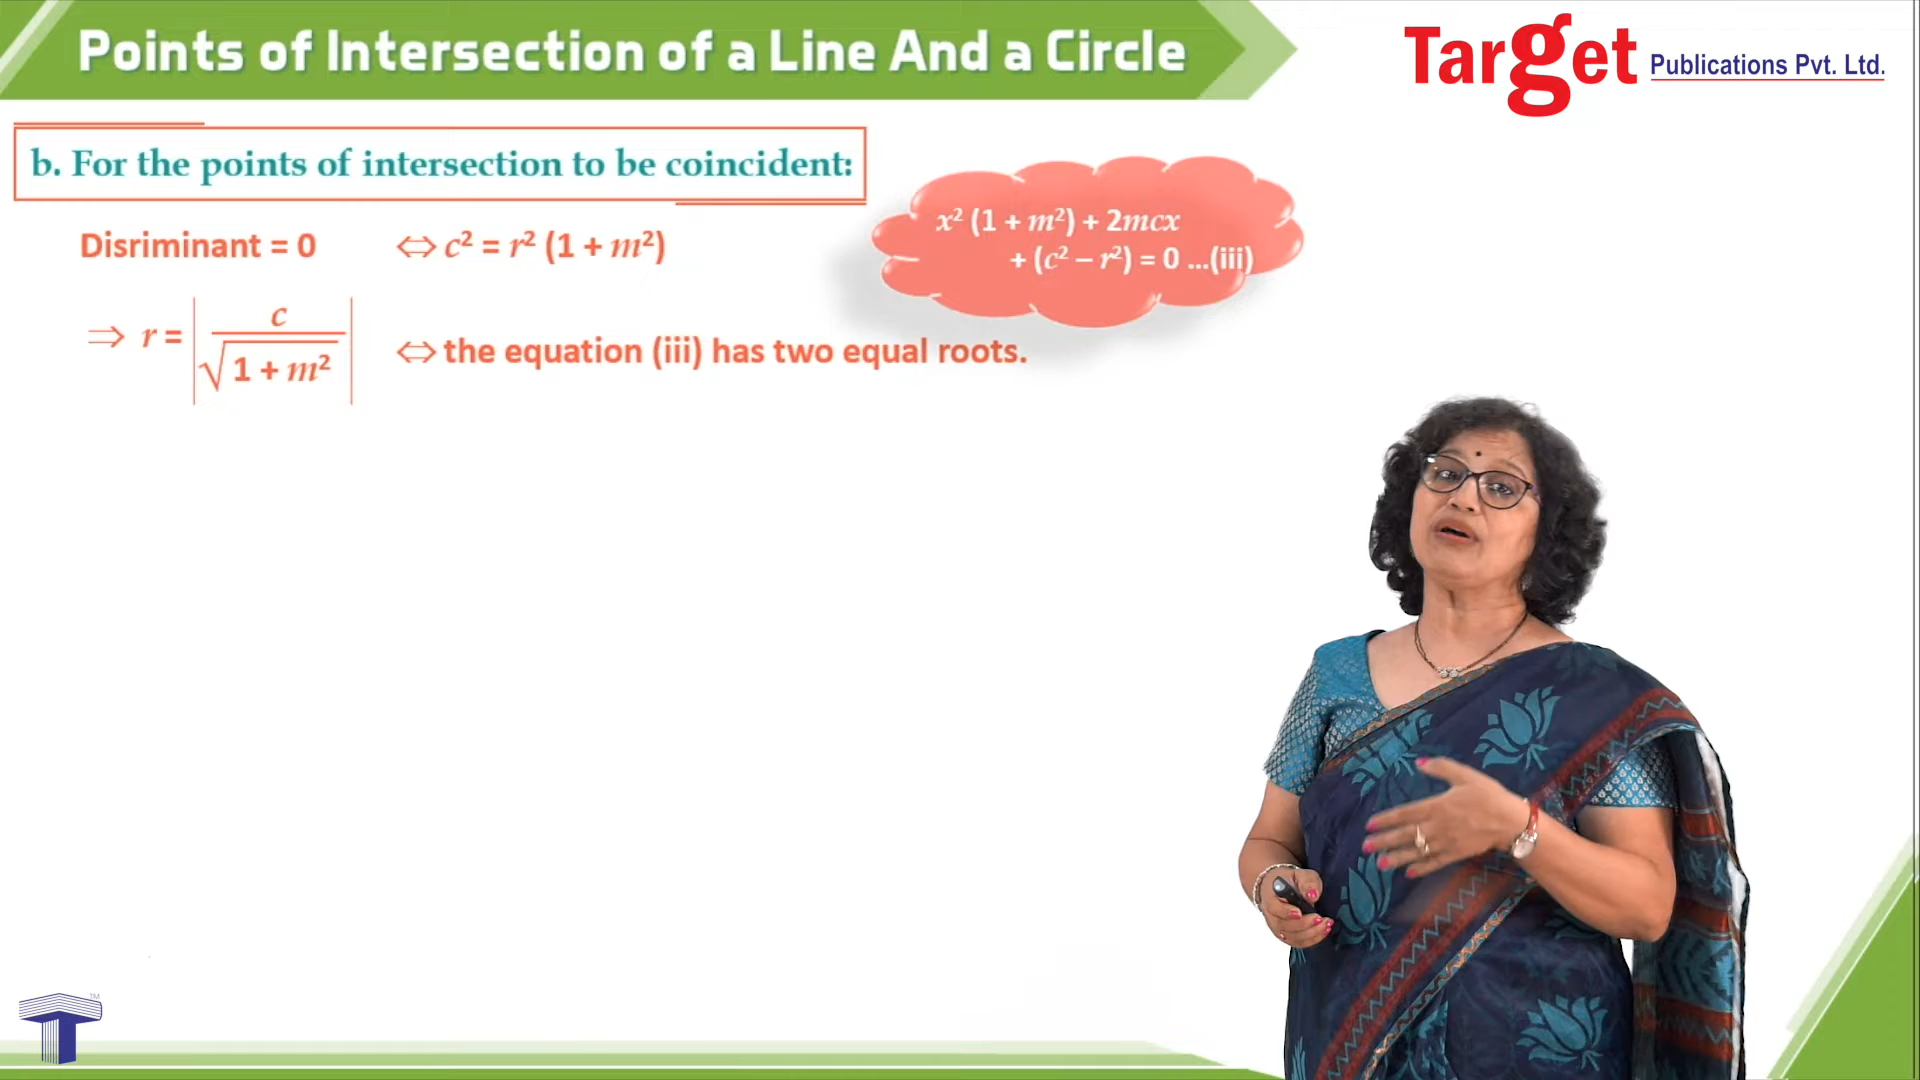 Points of Intersection of a Line And a Circle
Target Publications Pvt. Ltd.
b. For the points of intersection to be coincident:
x² (1 + m²) + 2mcx
+ (c² – r²) = 0 ...(iii)
Disriminant = 0 ⇔ c² = r² (1 + m²)
⇒ r = | c / √(1 + m²) | ⇔ the equation (iii) has two equal roots.
TM